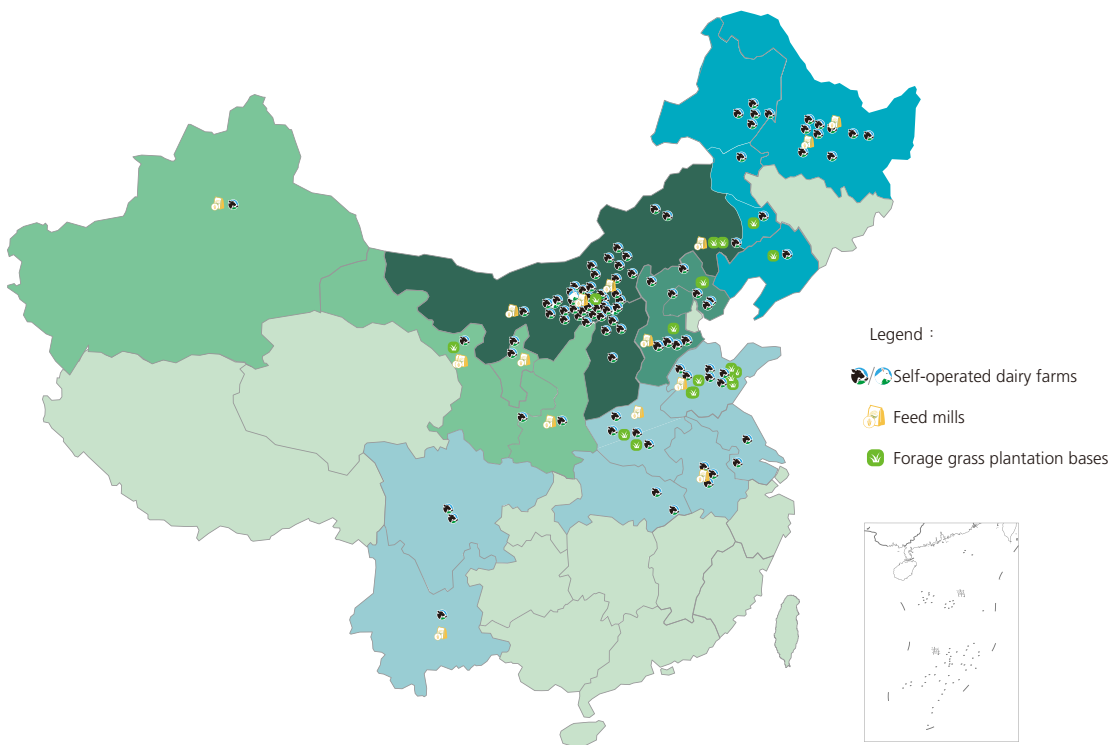 Legend：
/ Self-operated dairy farms
Feed mills
Forage grass plantation bases